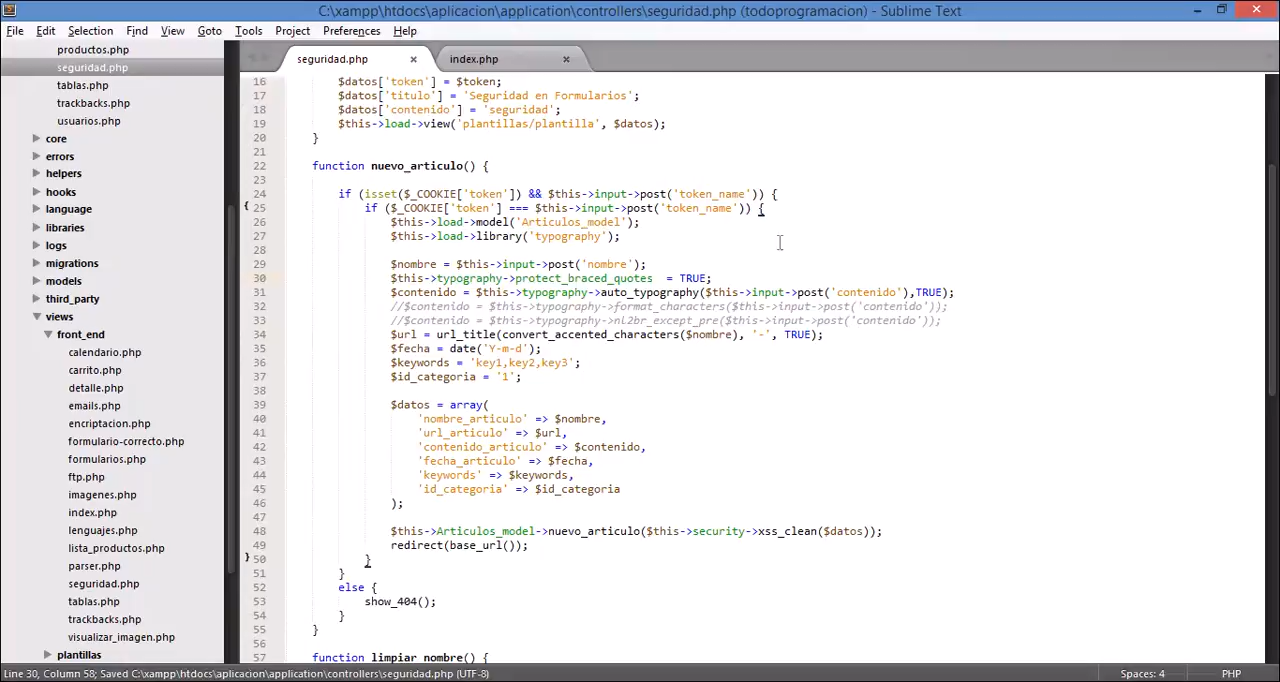 C:\xampp\htdocs\aplicacion\application\controllers\seguridad.php (todoprogramacion) - Sublime Text
File Edit Selection Find View Goto Tools Project Preferences Help
productos.php
seguridad.php
tablas.php
trackbacks.php
usuarios.php
core
errors
helpers
hooks
language
libraries
logs
migrations
models
third_party
views
front_end
calendario.php
carrito.php
detalle.php
emails.php
encriptacion.php
formulario-correcto.php
formularios.php
ftp.php
imagenes.php
index.php
lenguajes.php
lista_productos.php
parser.php
seguridad.php
tablas.php
trackbacks.php
visualizar_imagen.php
plantillas
seguridad.php × index.php ×
16 $datos['token'] = $token;
17 $datos['titulo'] = 'Seguridad en Formularios';
18 $datos['contenido'] = 'seguridad';
19 $this->load->view('plantillas/plantilla', $datos);
20 }
21
22 function nuevo_articulo() {
23
24 if (isset($_COOKIE['token']) && $this->input->post('token_name')) {
{ 25 if ($_COOKIE['token'] === $this->input->post('token_name')) {
26 $this->load->model('Articulos_model');
27 $this->load->library('typography');
28
29 $nombre = $this->input->post('nombre');
30 $this->typography->protect_braced_quotes  = TRUE;
31 $contenido = $this->typography->auto_typography($this->input->post('contenido'),TRUE);
32 //$contenido = $this->typography->format_characters($this->input->post('contenido'));
33 //$contenido = $this->typography->nl2br_except_pre($this->input->post('contenido'));
34 $url = url_title(convert_accented_characters($nombre), '-', TRUE);
35 $fecha = date('Y-m-d');
36 $keywords = 'key1,key2,key3';
37 $id_categoria = '1';
38
39 $datos = array(
40 'nombre_articulo' => $nombre,
41 'url_articulo' => $url,
42 'contenido_articulo' => $contenido,
43 'fecha_articulo' => $fecha,
44 'keywords' => $keywords,
45 'id_categoria' => $id_categoria
46 );
47
48 $this->Articulos_model->nuevo_articulo($this->security->xss_clean($datos));
49 redirect(base_url());
} 50 }
51 }
52 else {
53 show_404();
54 }
55 }
56
57 function limpiar_nombre() {
Line 30, Column 58; Saved C:\xampp\htdocs\aplicacion\application\controllers\seguridad.php (UTF-8) Spaces: 4 PHP